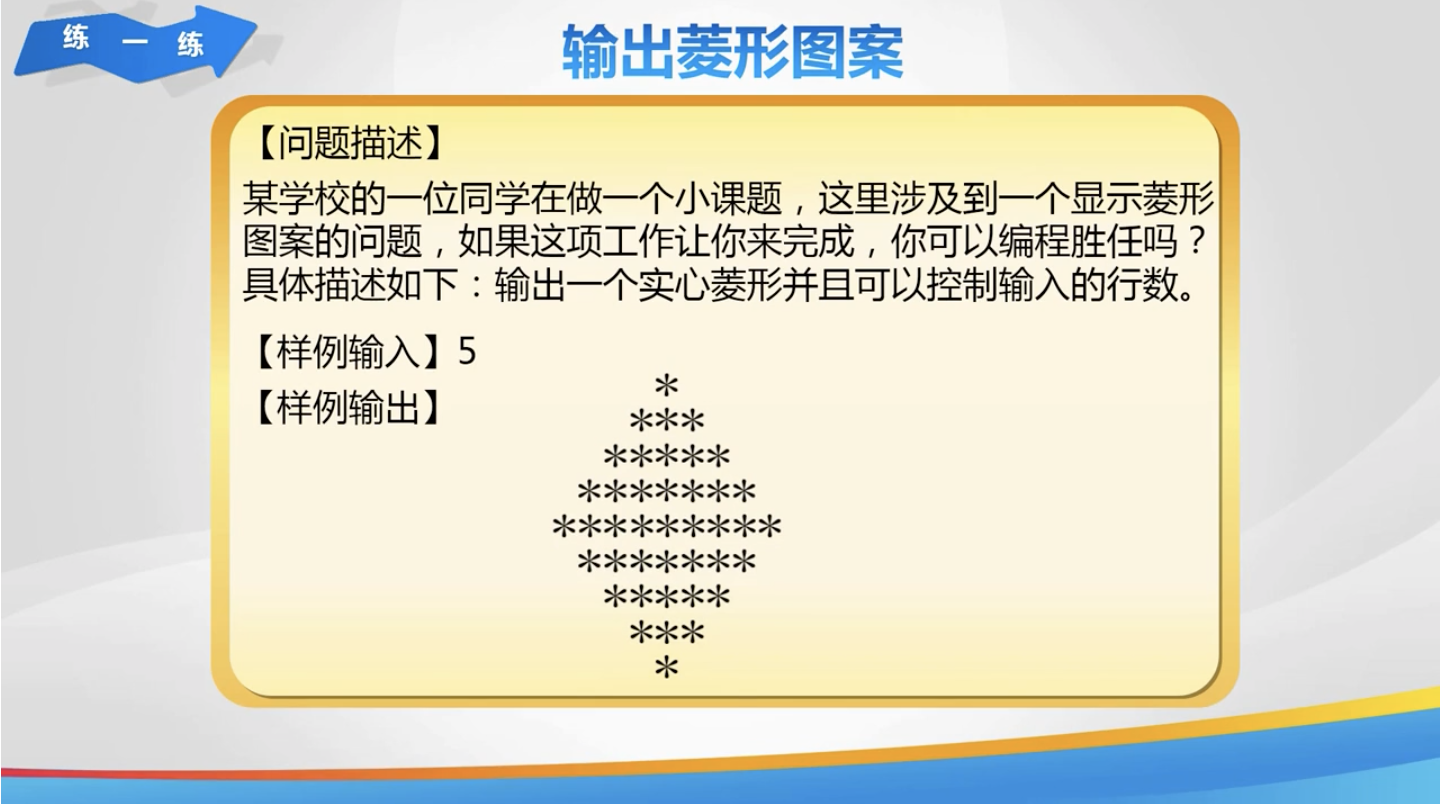 练一练
输出菱形图案
【问题描述】
某学校的一位同学在做一个小课题，这里涉及到一个显示菱形
图案的问题，如果这项工作让你来完成，你可以编程胜任吗？
具体描述如下：输出一个实心菱形并且可以控制输入的行数。
【样例输入】5
【样例输出】
*
***
*****
*******
*********
*******
*****
***
*